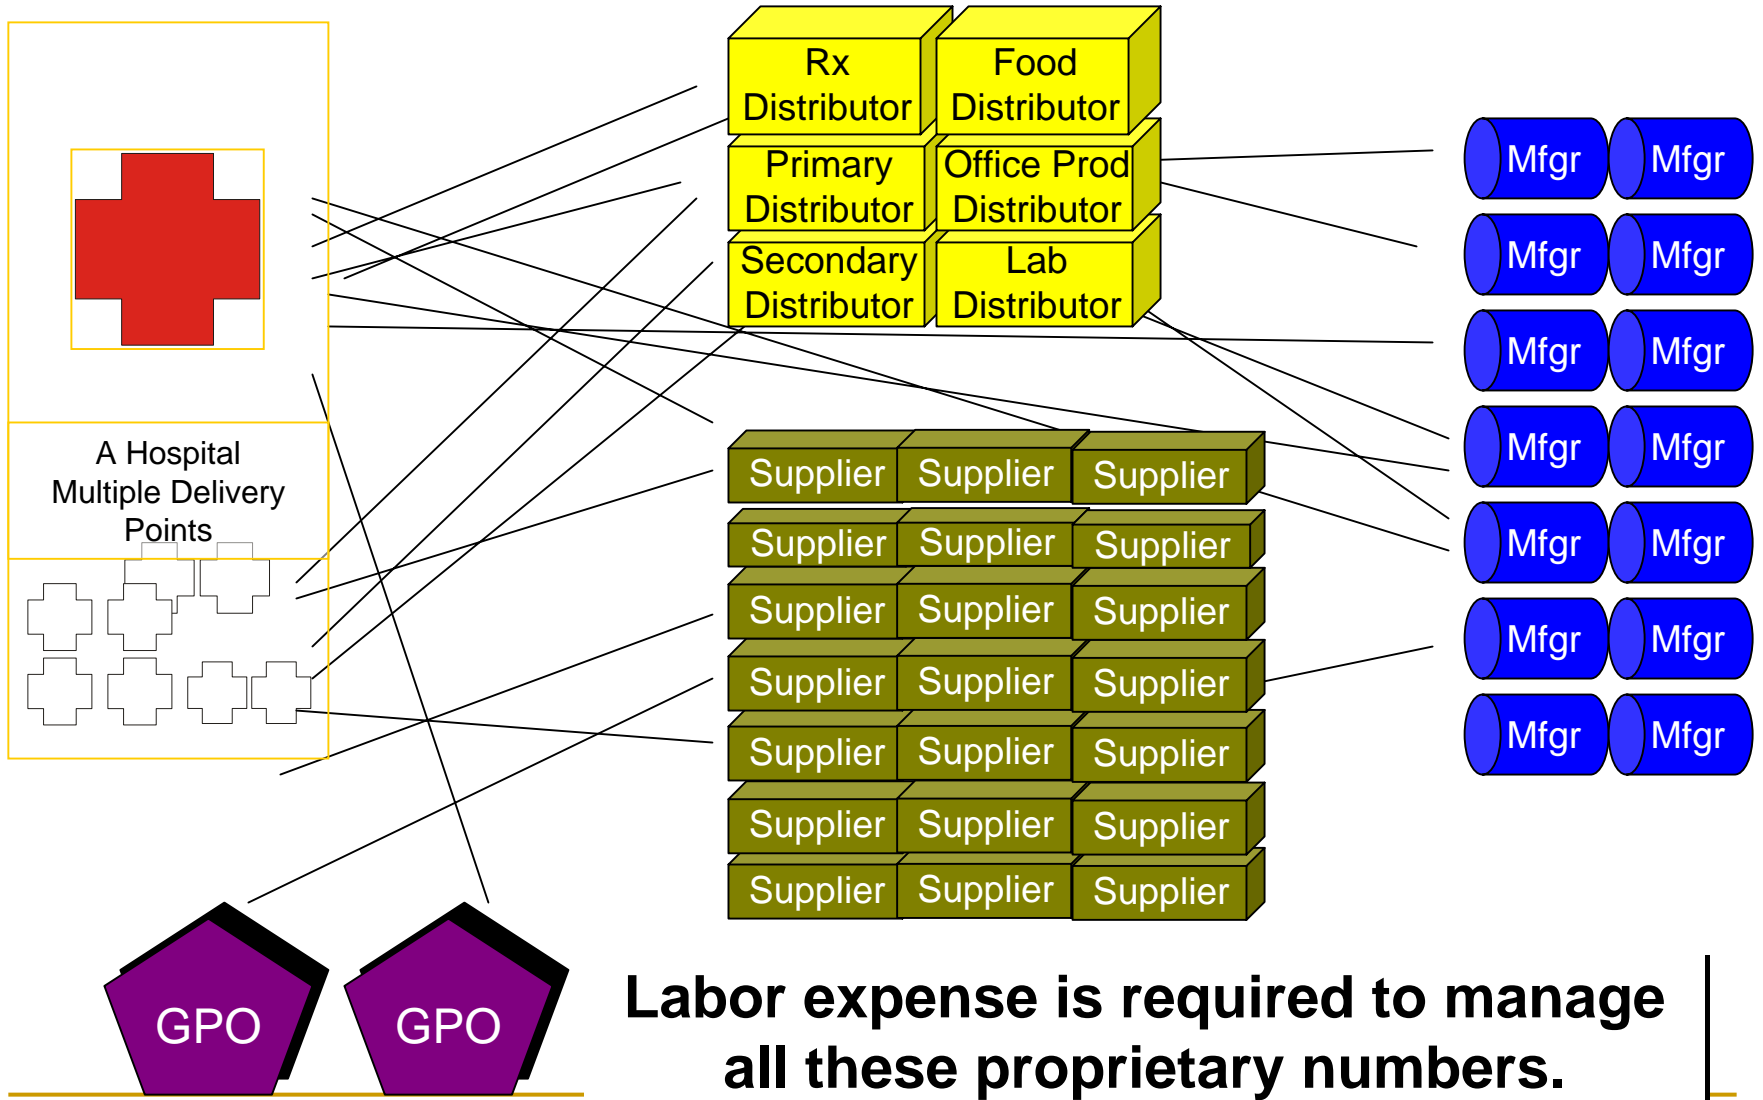 Rx
Distributor
Food
Distributor
Primary
Distributor
Office Prod
Distributor
Secondary
Distributor
Lab
Distributor
Mfgr Mfgr
Mfgr Mfgr
Mfgr Mfgr
Mfgr Mfgr
Mfgr Mfgr
Mfgr Mfgr
Mfgr Mfgr
A Hospital
Multiple Delivery
Points
Supplier Supplier Supplier
Supplier Supplier Supplier
Supplier Supplier Supplier
Supplier Supplier Supplier
Supplier Supplier Supplier
Supplier Supplier Supplier
Supplier Supplier Supplier
GPO GPO
Labor expense is required to manage
all these proprietary numbers.